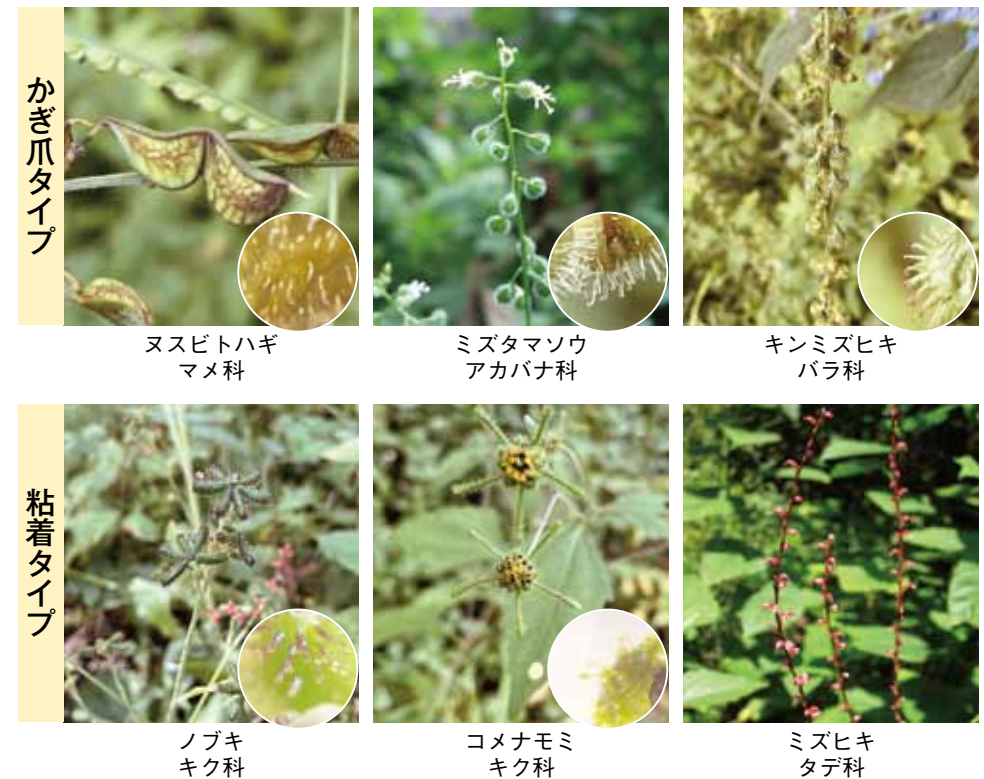 かぎ爪タイプ
ヌスビトハギ
マメ科
ミズタマソウ
アカバナ科
キンミズヒキ
バラ科
粘着タイプ
ノブキ
キク科
コメナモミ
キク科
ミズヒキ
タデ科